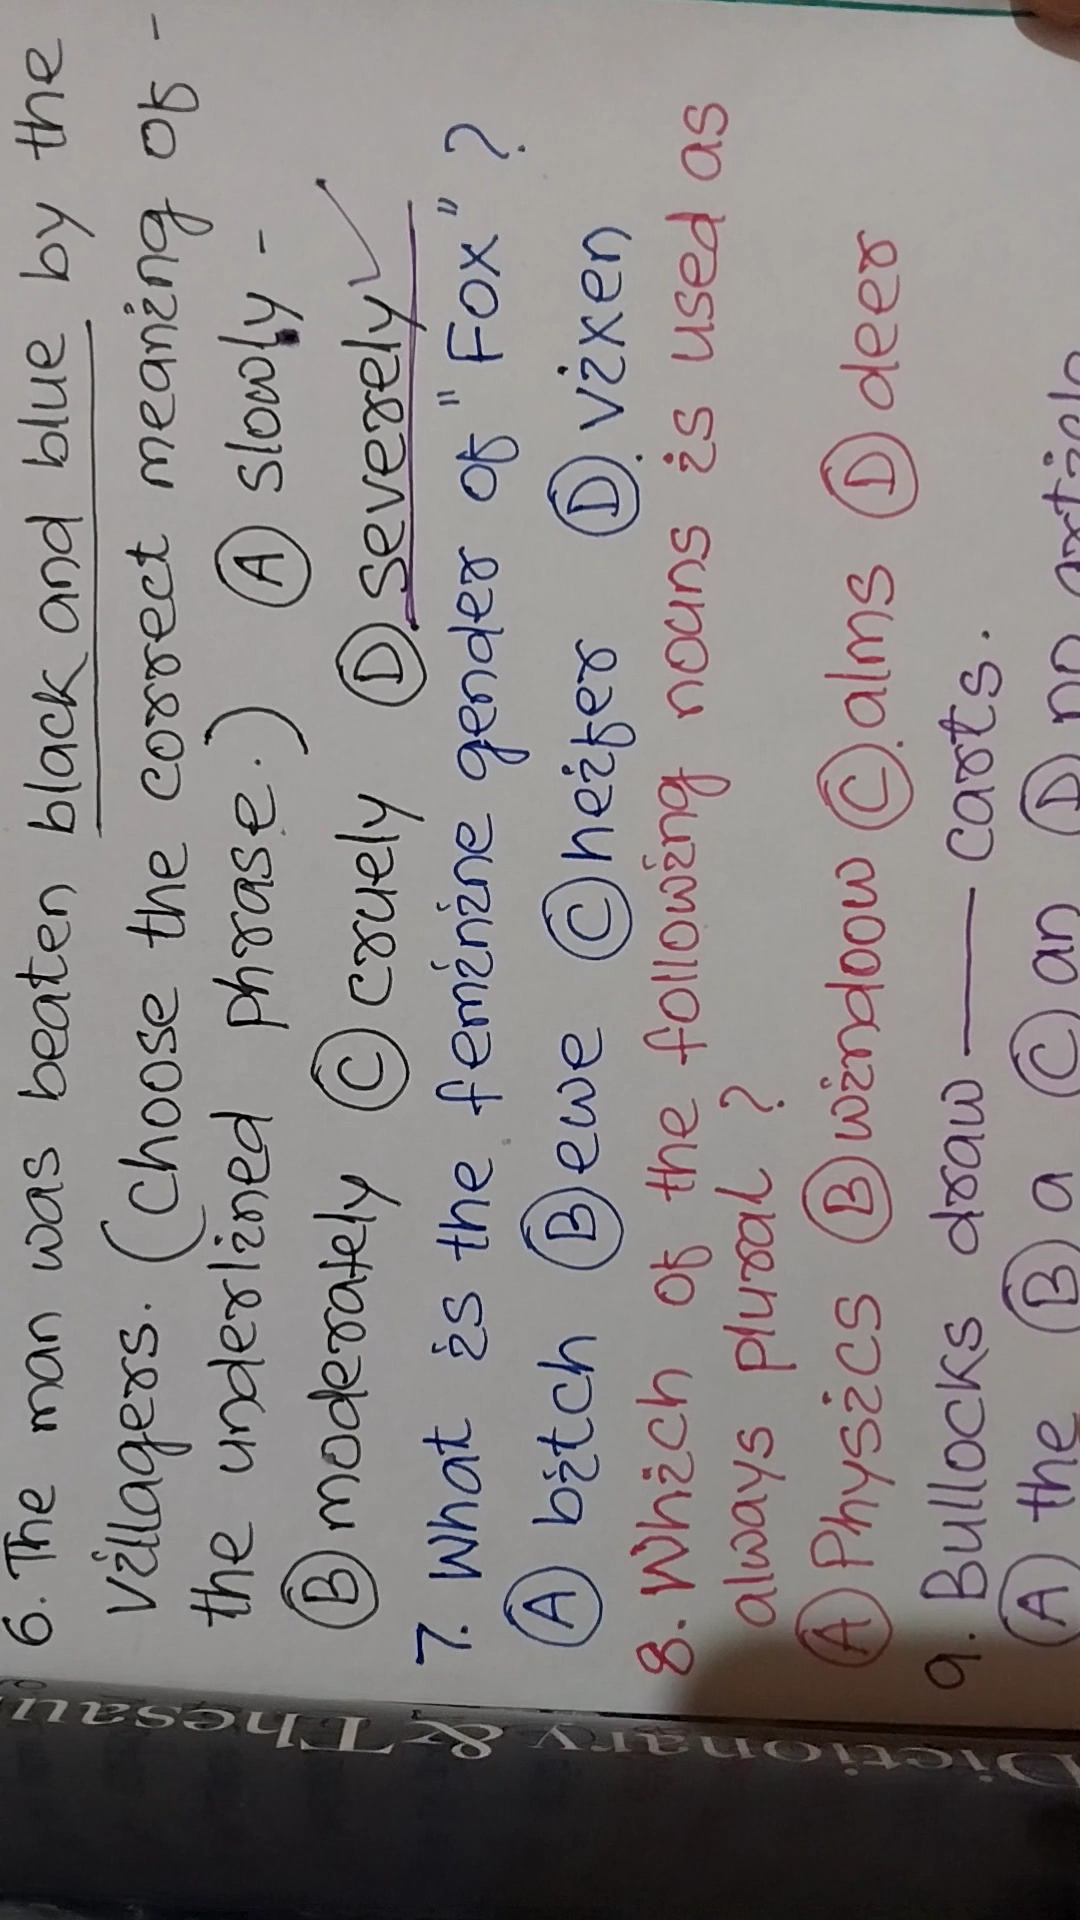 6. The man was beaten black and blue by the
villagers. (Choose the correct meaning of -
the underlined phrase.) (A) slowly -
(B) moderately (C) cruely (D) severely ✓
7. What is the feminine gender of "Fox" ?
(A) bitch (B) ewe (C) heifer (D) vixen
8. Which of the following nouns is used as
always plural ?
(A) Physics (B) window (C) alms (D) deer
9. Bullocks draw — carts.
(A) the (B) a (C) an (D) no article
Dictionary & Thesau